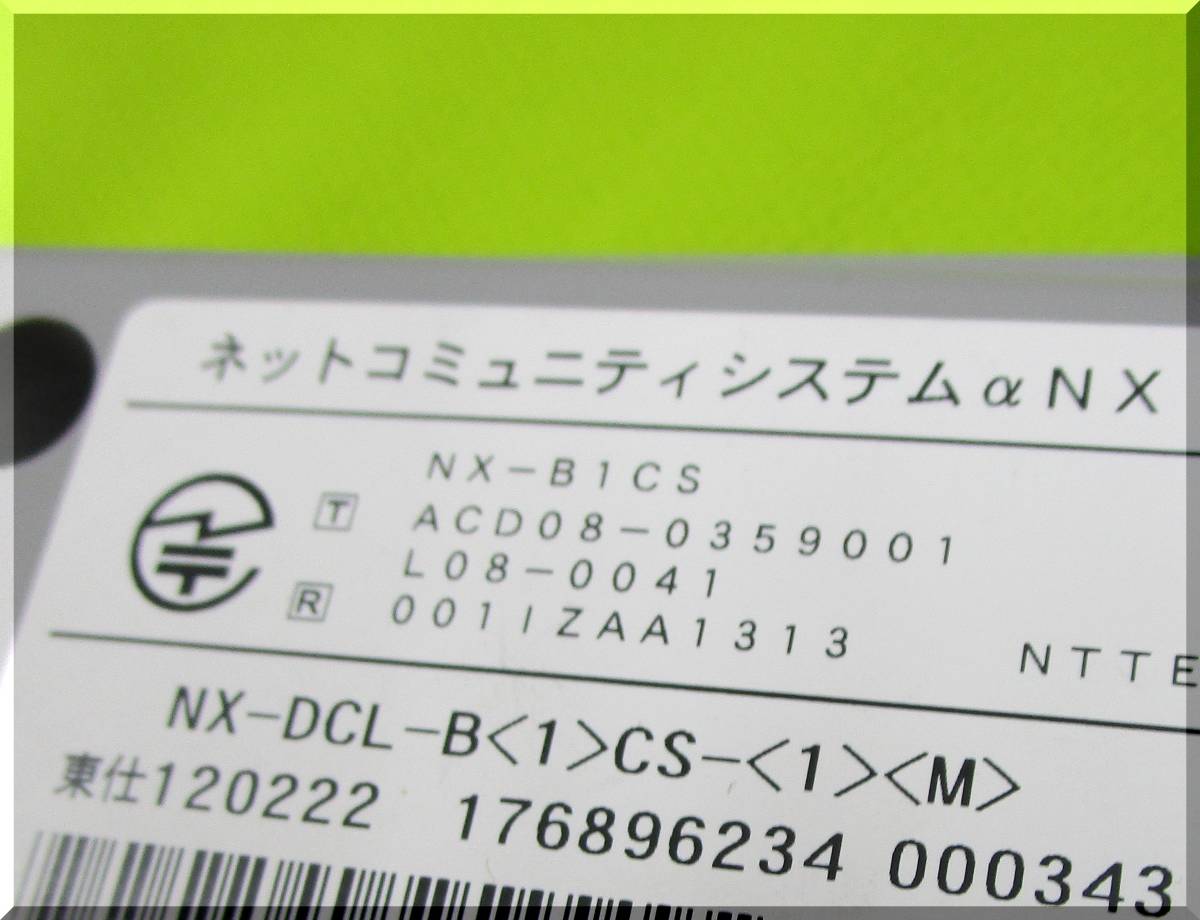 ネットコミュニティシステムαNX
NX-B1CS
T ACD08-0359001
L08-0041
R 001IZAA1313
NTTE
NX-DCL-B<1>CS-<1><M>
東仕120222 176896234 000343